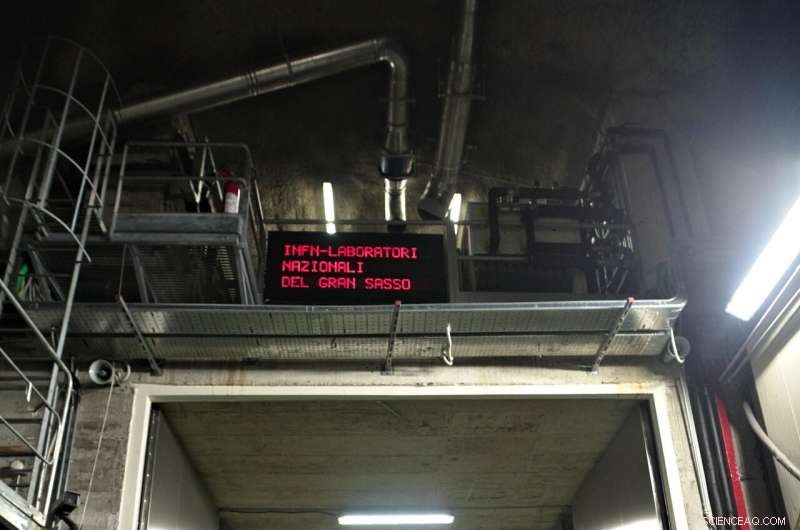 INFN-LABORATORI
NAZIONALI
DEL GRAN SASSO
SCIENCEAQ.COM